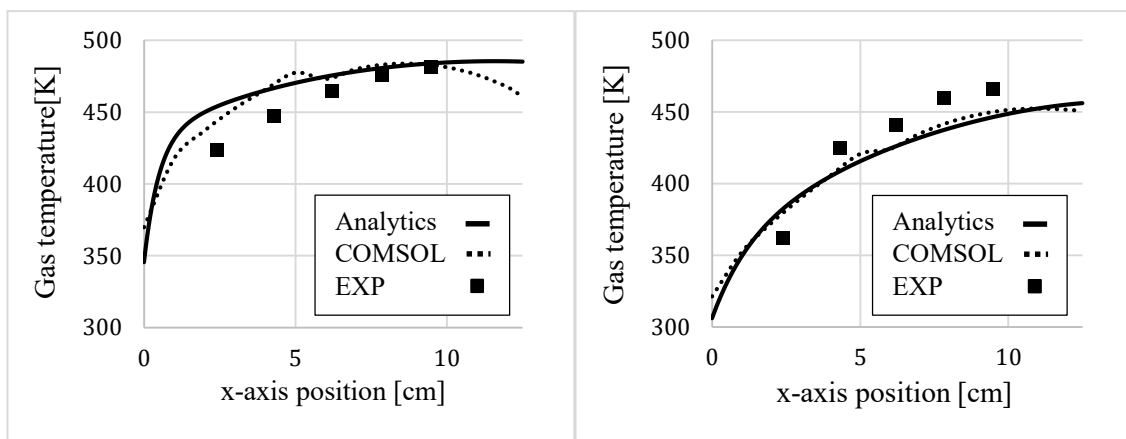 Gas temperature[K]
500
450
400
350
300
Analytics
COMSOL
EXP
0
5
10
x-axis position [cm]
Gas temperature [K]
500
450
400
350
300
Analytics
COMSOL
EXP
0
5
10
x-axis position [cm]